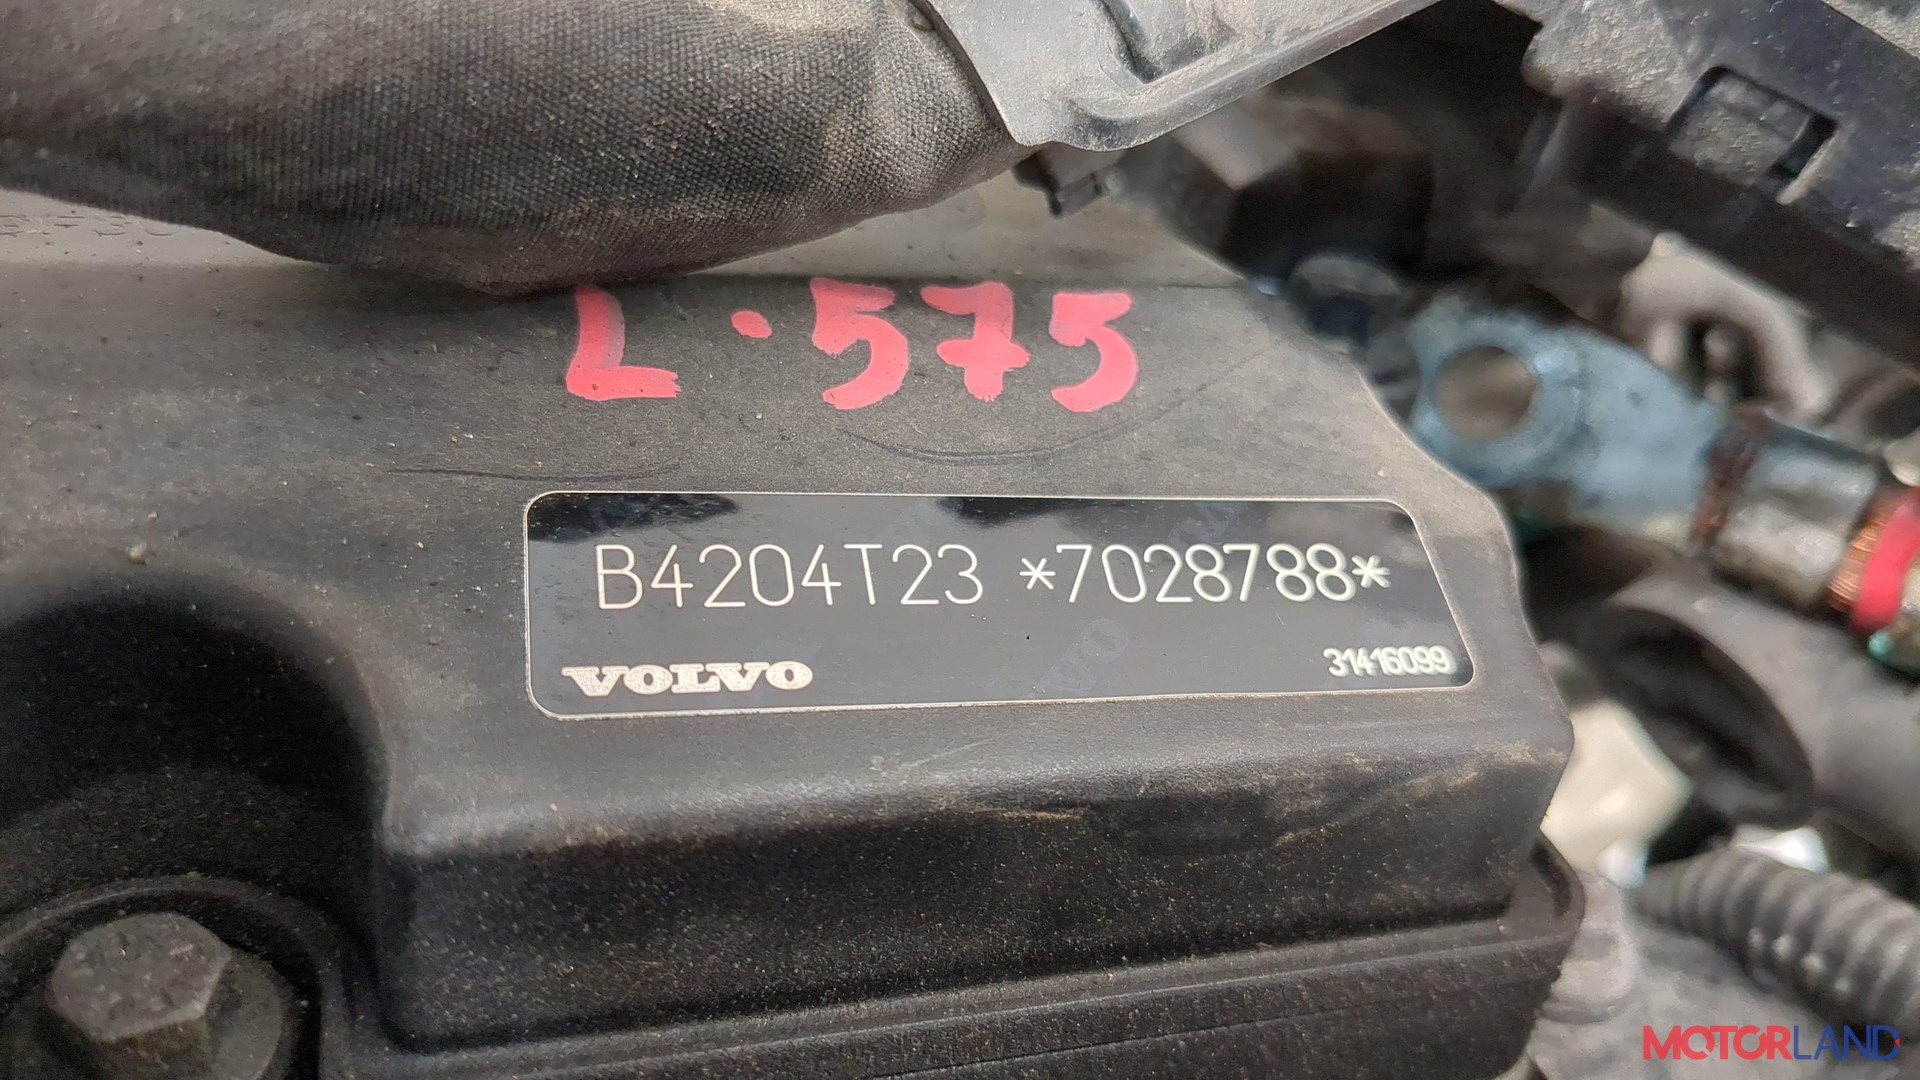 L·575
B4204T23 *7028788*
VOLVO
31416099
MOTORLAND